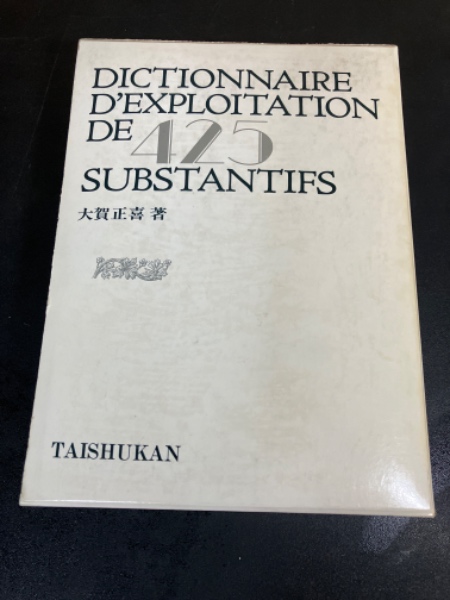 DICTIONNAIRE
D'EXPLOITATION
DE 425
SUBSTANTIFS
大賀正喜 著
TAISHUKAN